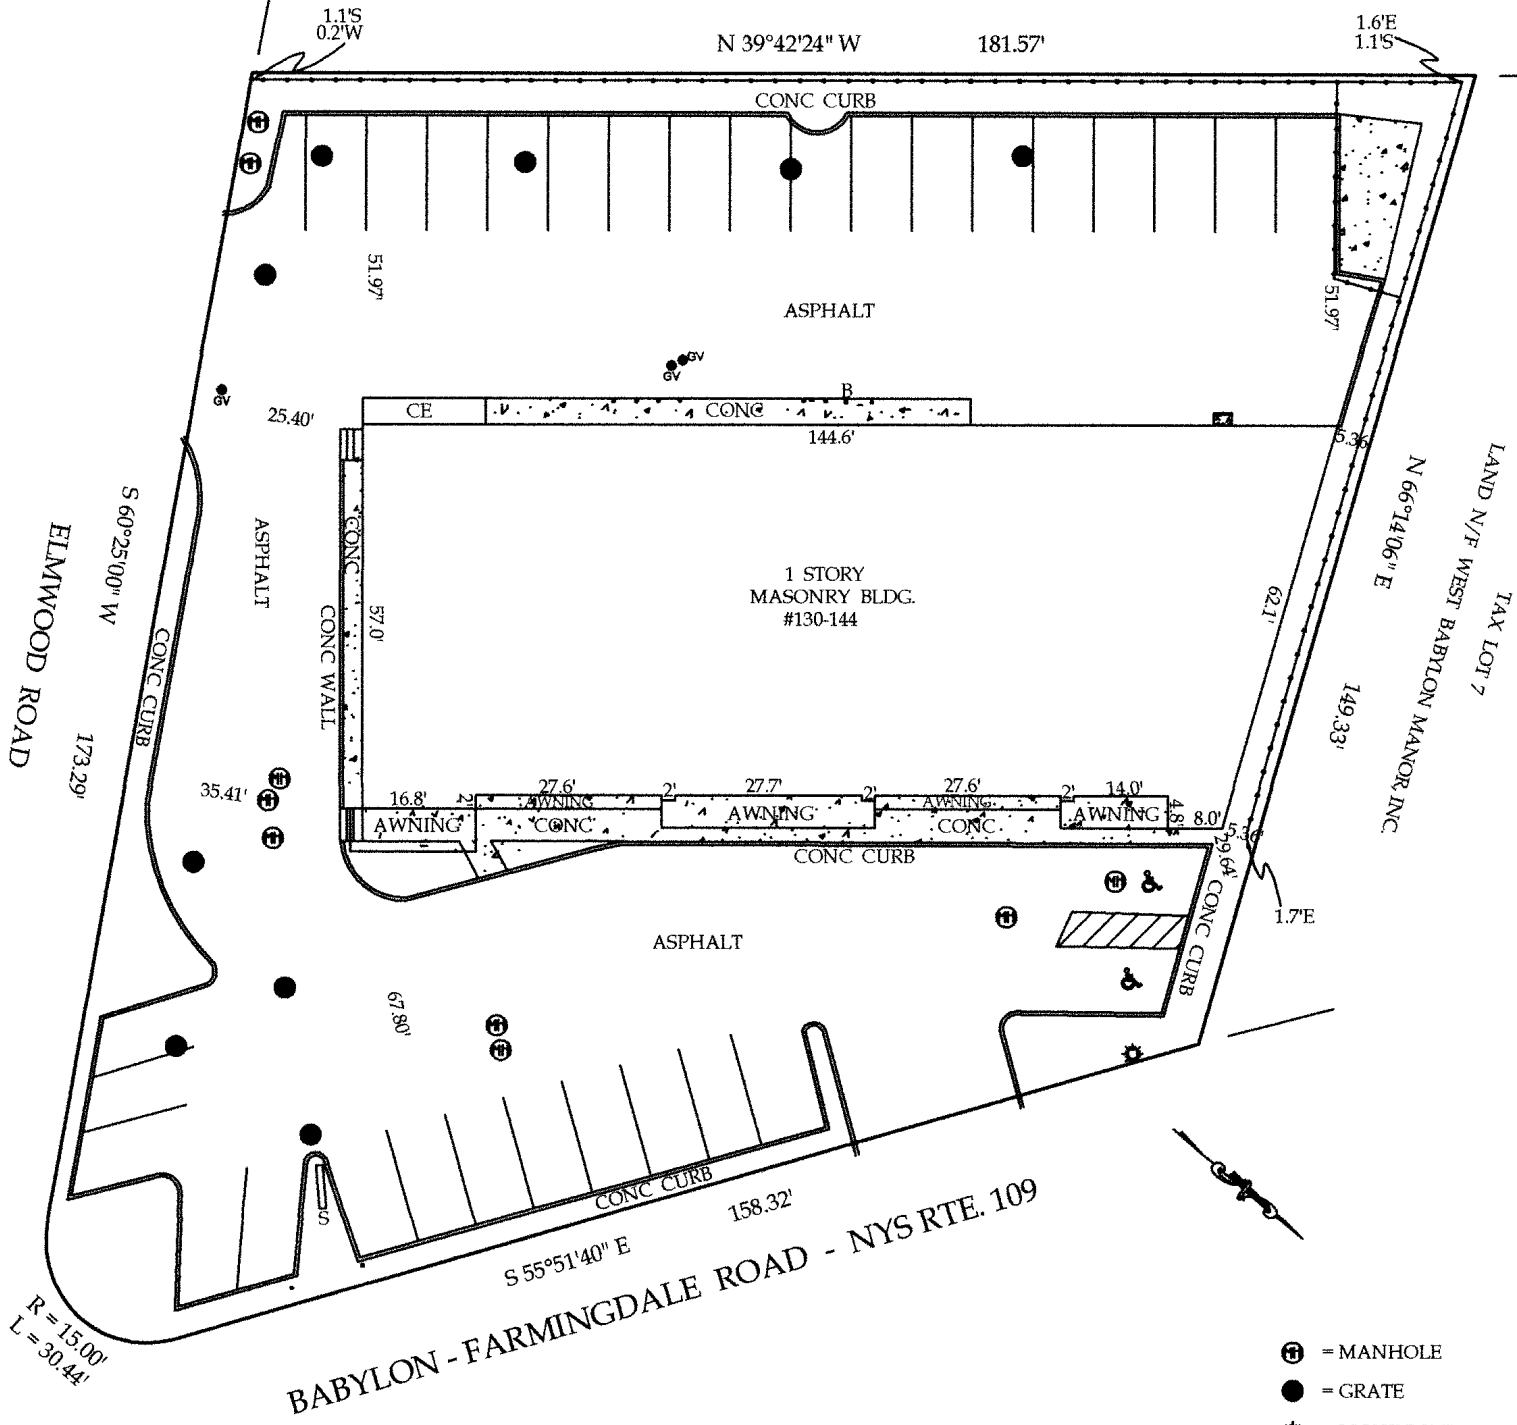 1.1'S
0.2'W
N 39°42'24" W 181.57'
1.6'E
1.1'S
CONC CURB
51.97'
51.97'
ASPHALT
GV
GV
GV
25.40'
CE
CONC
B
144.6'
5.36
S 60°25'00" W
ELMWOOD ROAD
173.29'
ASPHALT
CONC
CONC WALL
57.0'
CONC CURB
1 STORY
MASONRY BLDG.
#130-144
62.1'
N 66°14'06" E
149.33'
LAND N/F WEST BABYLON MANOR, INC
TAX LOT 7
35.41'
16.8'
2'
27.6'
2'
27.7'
2'
27.6'
2'
14.0'
4.8'
8.0'
5.36'
29.64'
AWNING
AWNING
AWNING
AWNING
AWNING
CONC
CONC
CONC CURB
CONC CURB
1.7'E
ASPHALT
67.80'
S
CONC CURB
158.32'
S 55°51'40" E
BABYLON - FARMINGDALE ROAD - NYS RTE. 109
R = 15.00'
L = 30.44'
MH = MANHOLE
= GRATE